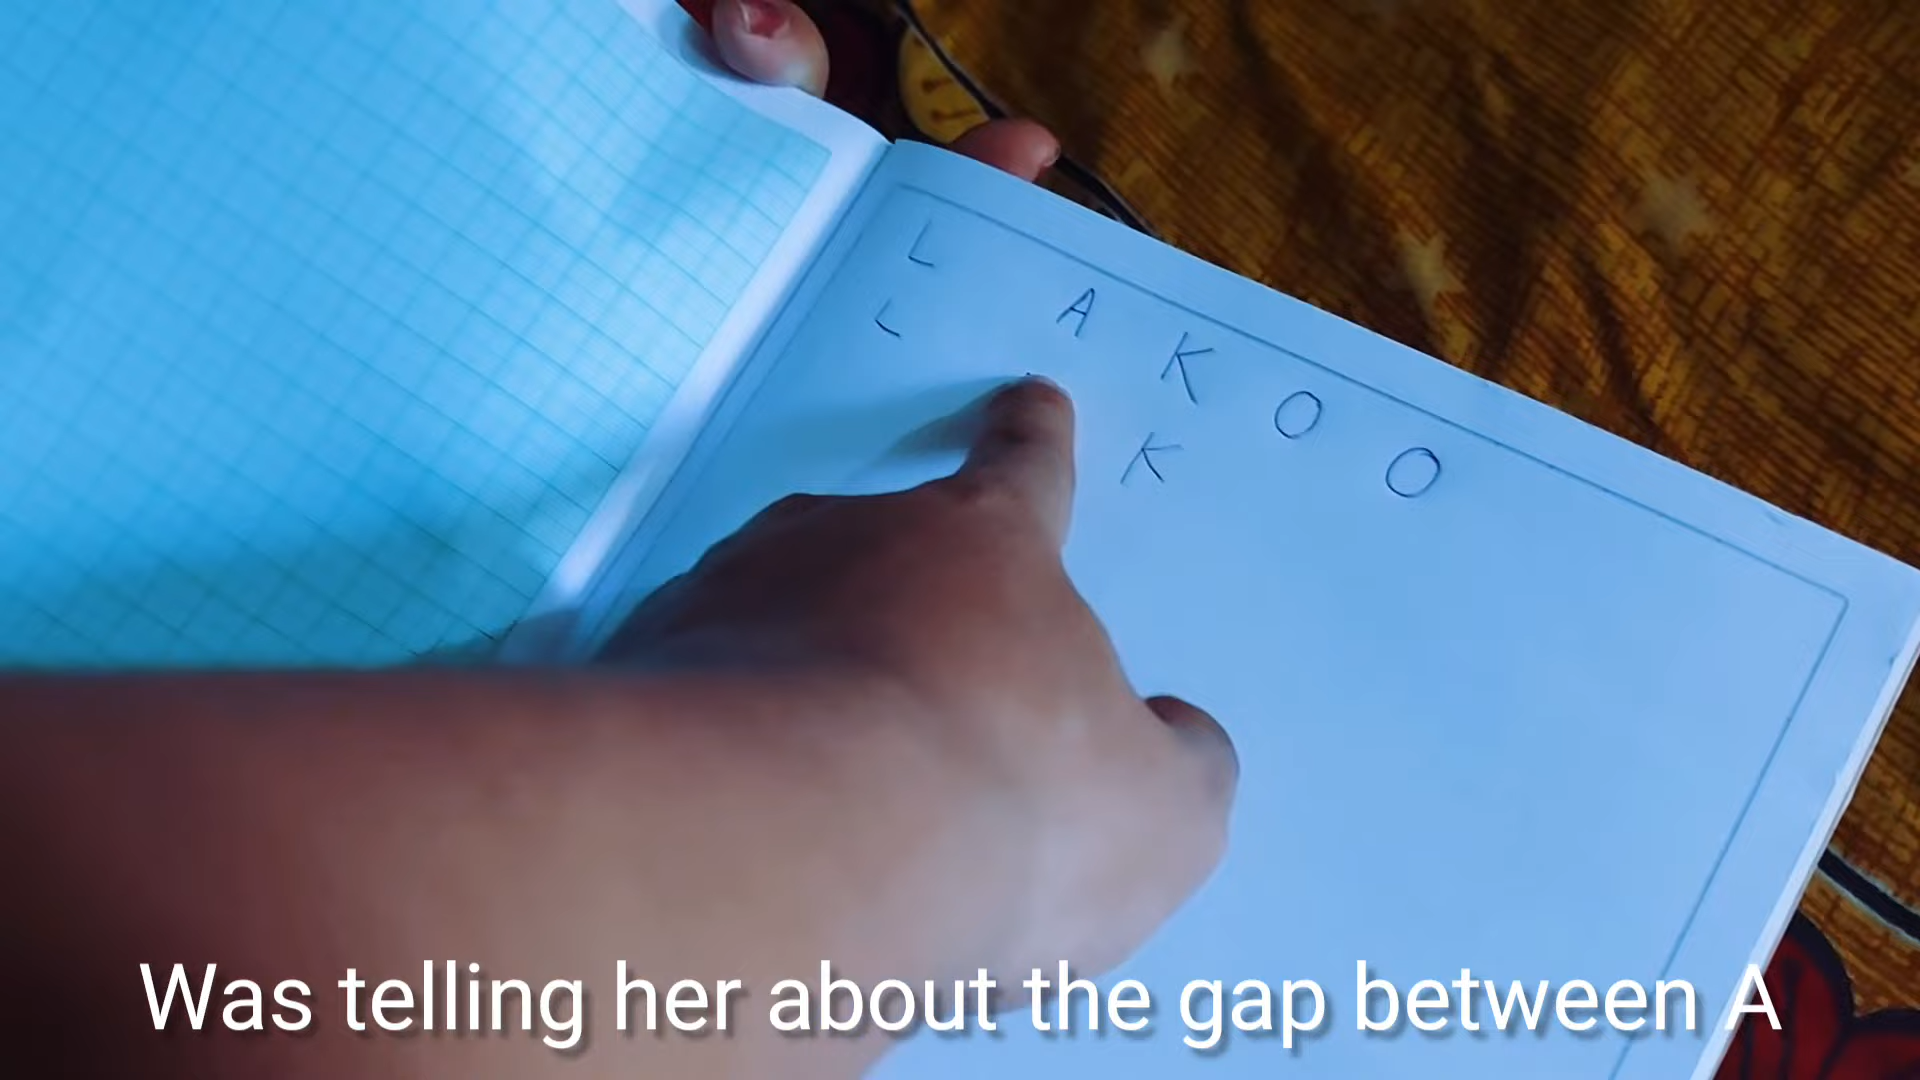 L A K O O
L K
Was telling her about the gap between A